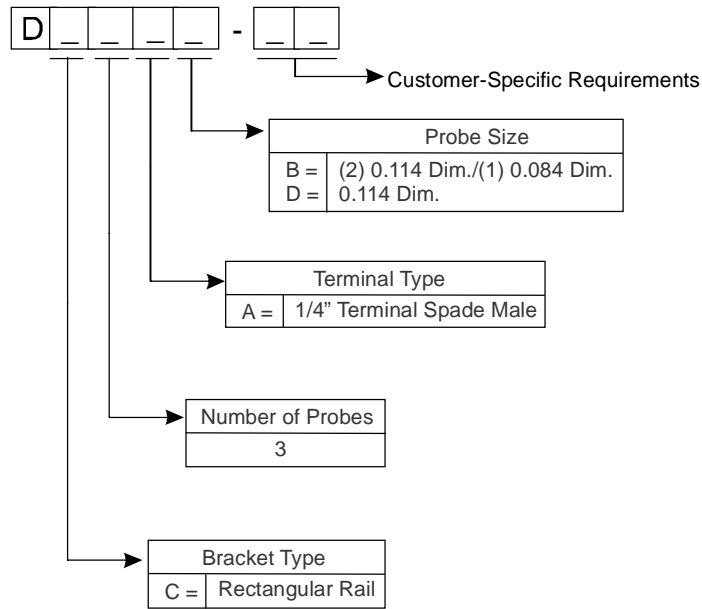 D _ _ _ _ - _ _
Customer-Specific Requirements
Probe Size
B = (2) 0.114 Dim./(1) 0.084 Dim.
D = 0.114 Dim.
Terminal Type
A = 1/4” Terminal Spade Male
Number of Probes
3
Bracket Type
C = Rectangular Rail